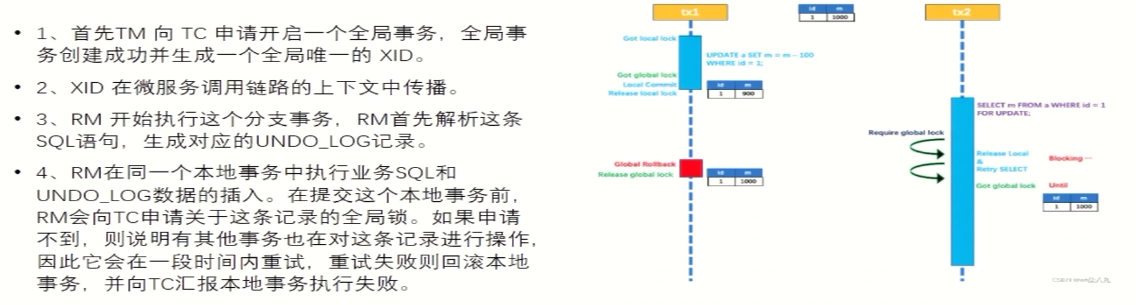 • 1、首先TM 向 TC 申请开启一个全局事务，全局事
务创建成功并生成一个全局唯一的 XID。
• 2、XID 在微服务调用链路的上下文中传播。
• 3、RM 开始执行这个分支事务，RM首先解析这条
SQL语句，生成对应的UNDO_LOG记录。
• 4、RM在同一个本地事务中执行业务SQL和
UNDO_LOG数据的插入。在提交这个本地事务前，
RM会向TC申请关于这条记录的全局锁。如果申请
不到，则说明有其他事务也在对这条记录进行操作，
因此它会在一段时间内重试，重试失败则回滚本地
事务，并向TC汇报本地事务执行失败。
tx1
id m
1 1000
tx2
Got local lock
UPDATE a SET m = m - 100
WHERE id = 1;
Got global lock
Local Commit
Release local lock
id m
1 900
SELECT m FROM a WHERE id = 1
FOR UPDATE;
Require global lock
Release Local
&
Retry SELECT
Blocking ···
Global Rollback
Release global lock
id m
1 1000
Got global lock
Until
id m
1 1000